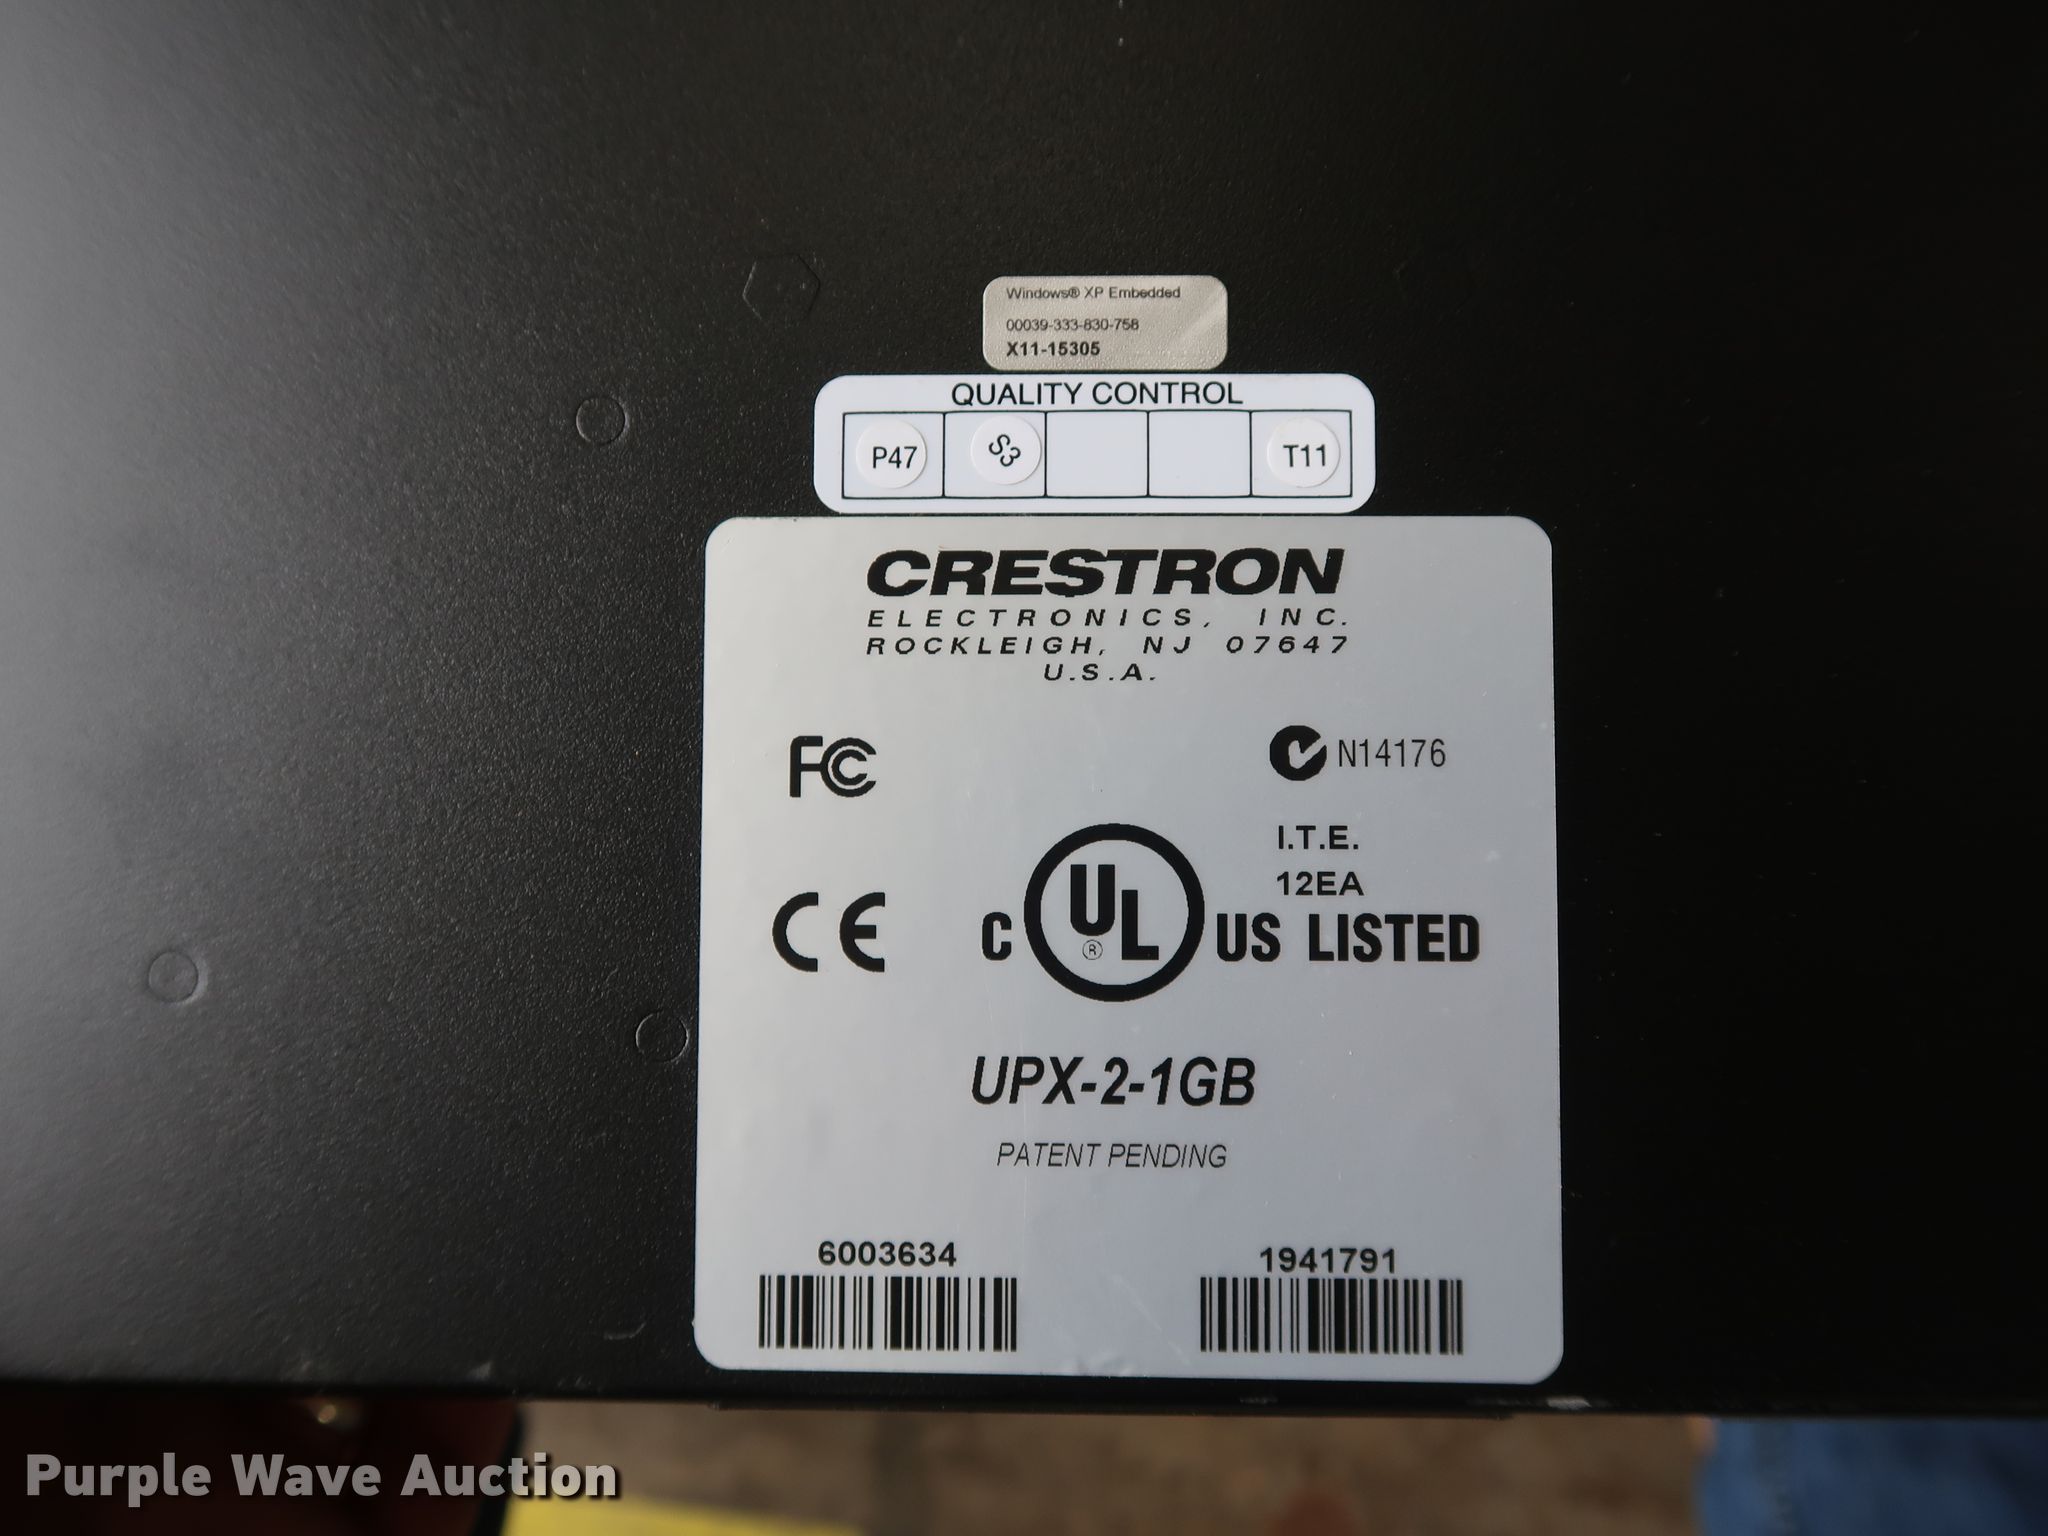 Windows® XP Embedded
00039-333-830-758
X11-15305
QUALITY CONTROL
P47 S3 T11
CRESTRON
ELECTRONICS, INC.
ROCKLEIGH, NJ 07647
U.S.A.
FC N14176
I.T.E.
12EA
CE C UL ® US LISTED
UPX-2-1GB
PATENT PENDING
6003634 1941791
Purple Wave Auction